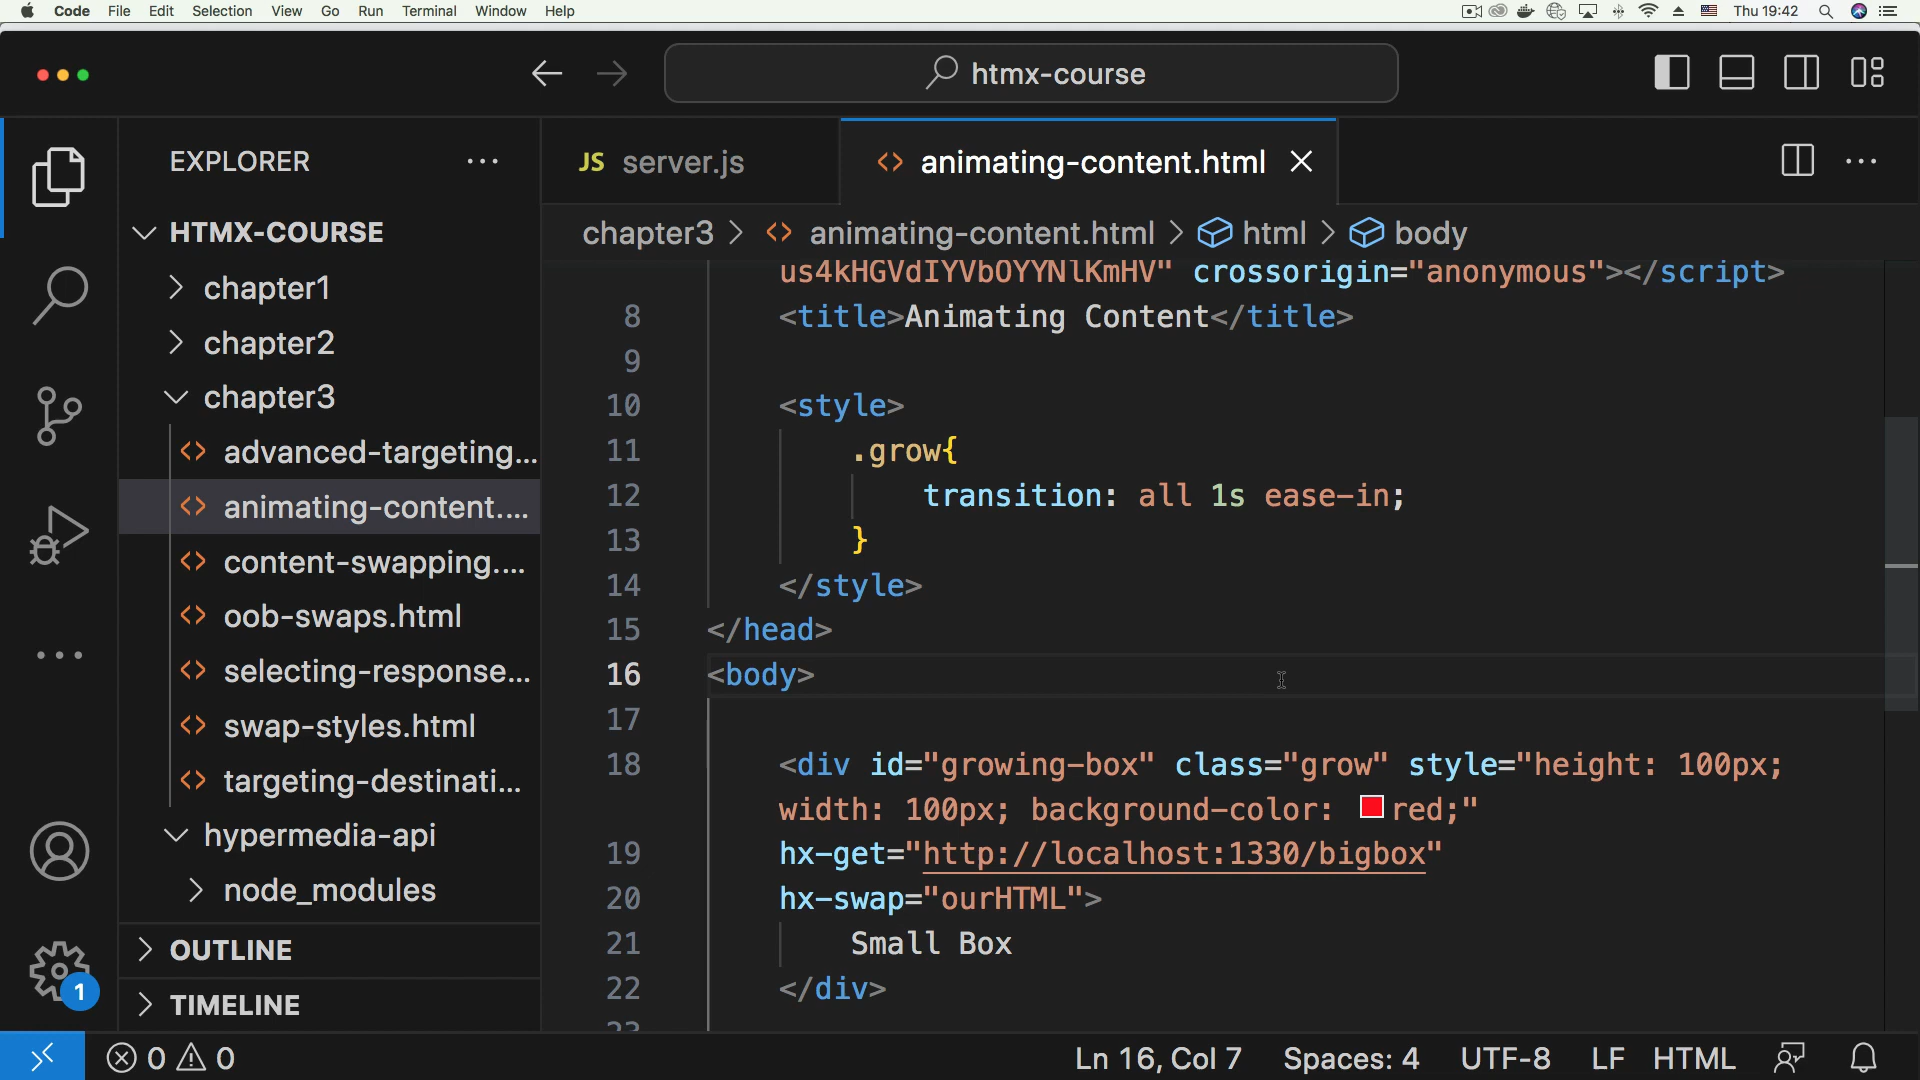 Code File Edit Selection View Go Run Terminal Window Help Thu 19:42
htmx-course
EXPLORER
HTMX-COURSE
chapter1
chapter2
chapter3
advanced-targeting...
animating-content....
content-swapping....
oob-swaps.html
selecting-response...
swap-styles.html
targeting-destinati...
hypermedia-api
node_modules
OUTLINE
TIMELINE
1
JS server.js
animating-content.html
chapter3 > animating-content.html > html > body
us4kHGVdIYVbOYYNlKmHV" crossorigin="anonymous"></script>
8 <title>Animating Content</title>
9
10 <style>
11 .grow{
12 transition: all 1s ease-in;
13 }
14 </style>
15 </head>
16 <body>
17
18 <div id="growing-box" class="grow" style="height: 100px;
width: 100px; background-color: red;"
19 hx-get="http://localhost:1330/bigbox"
20 hx-swap="ourHTML">
21 Small Box
22 </div>
23
0 0
Ln 16, Col 7 Spaces: 4 UTF-8 LF HTML